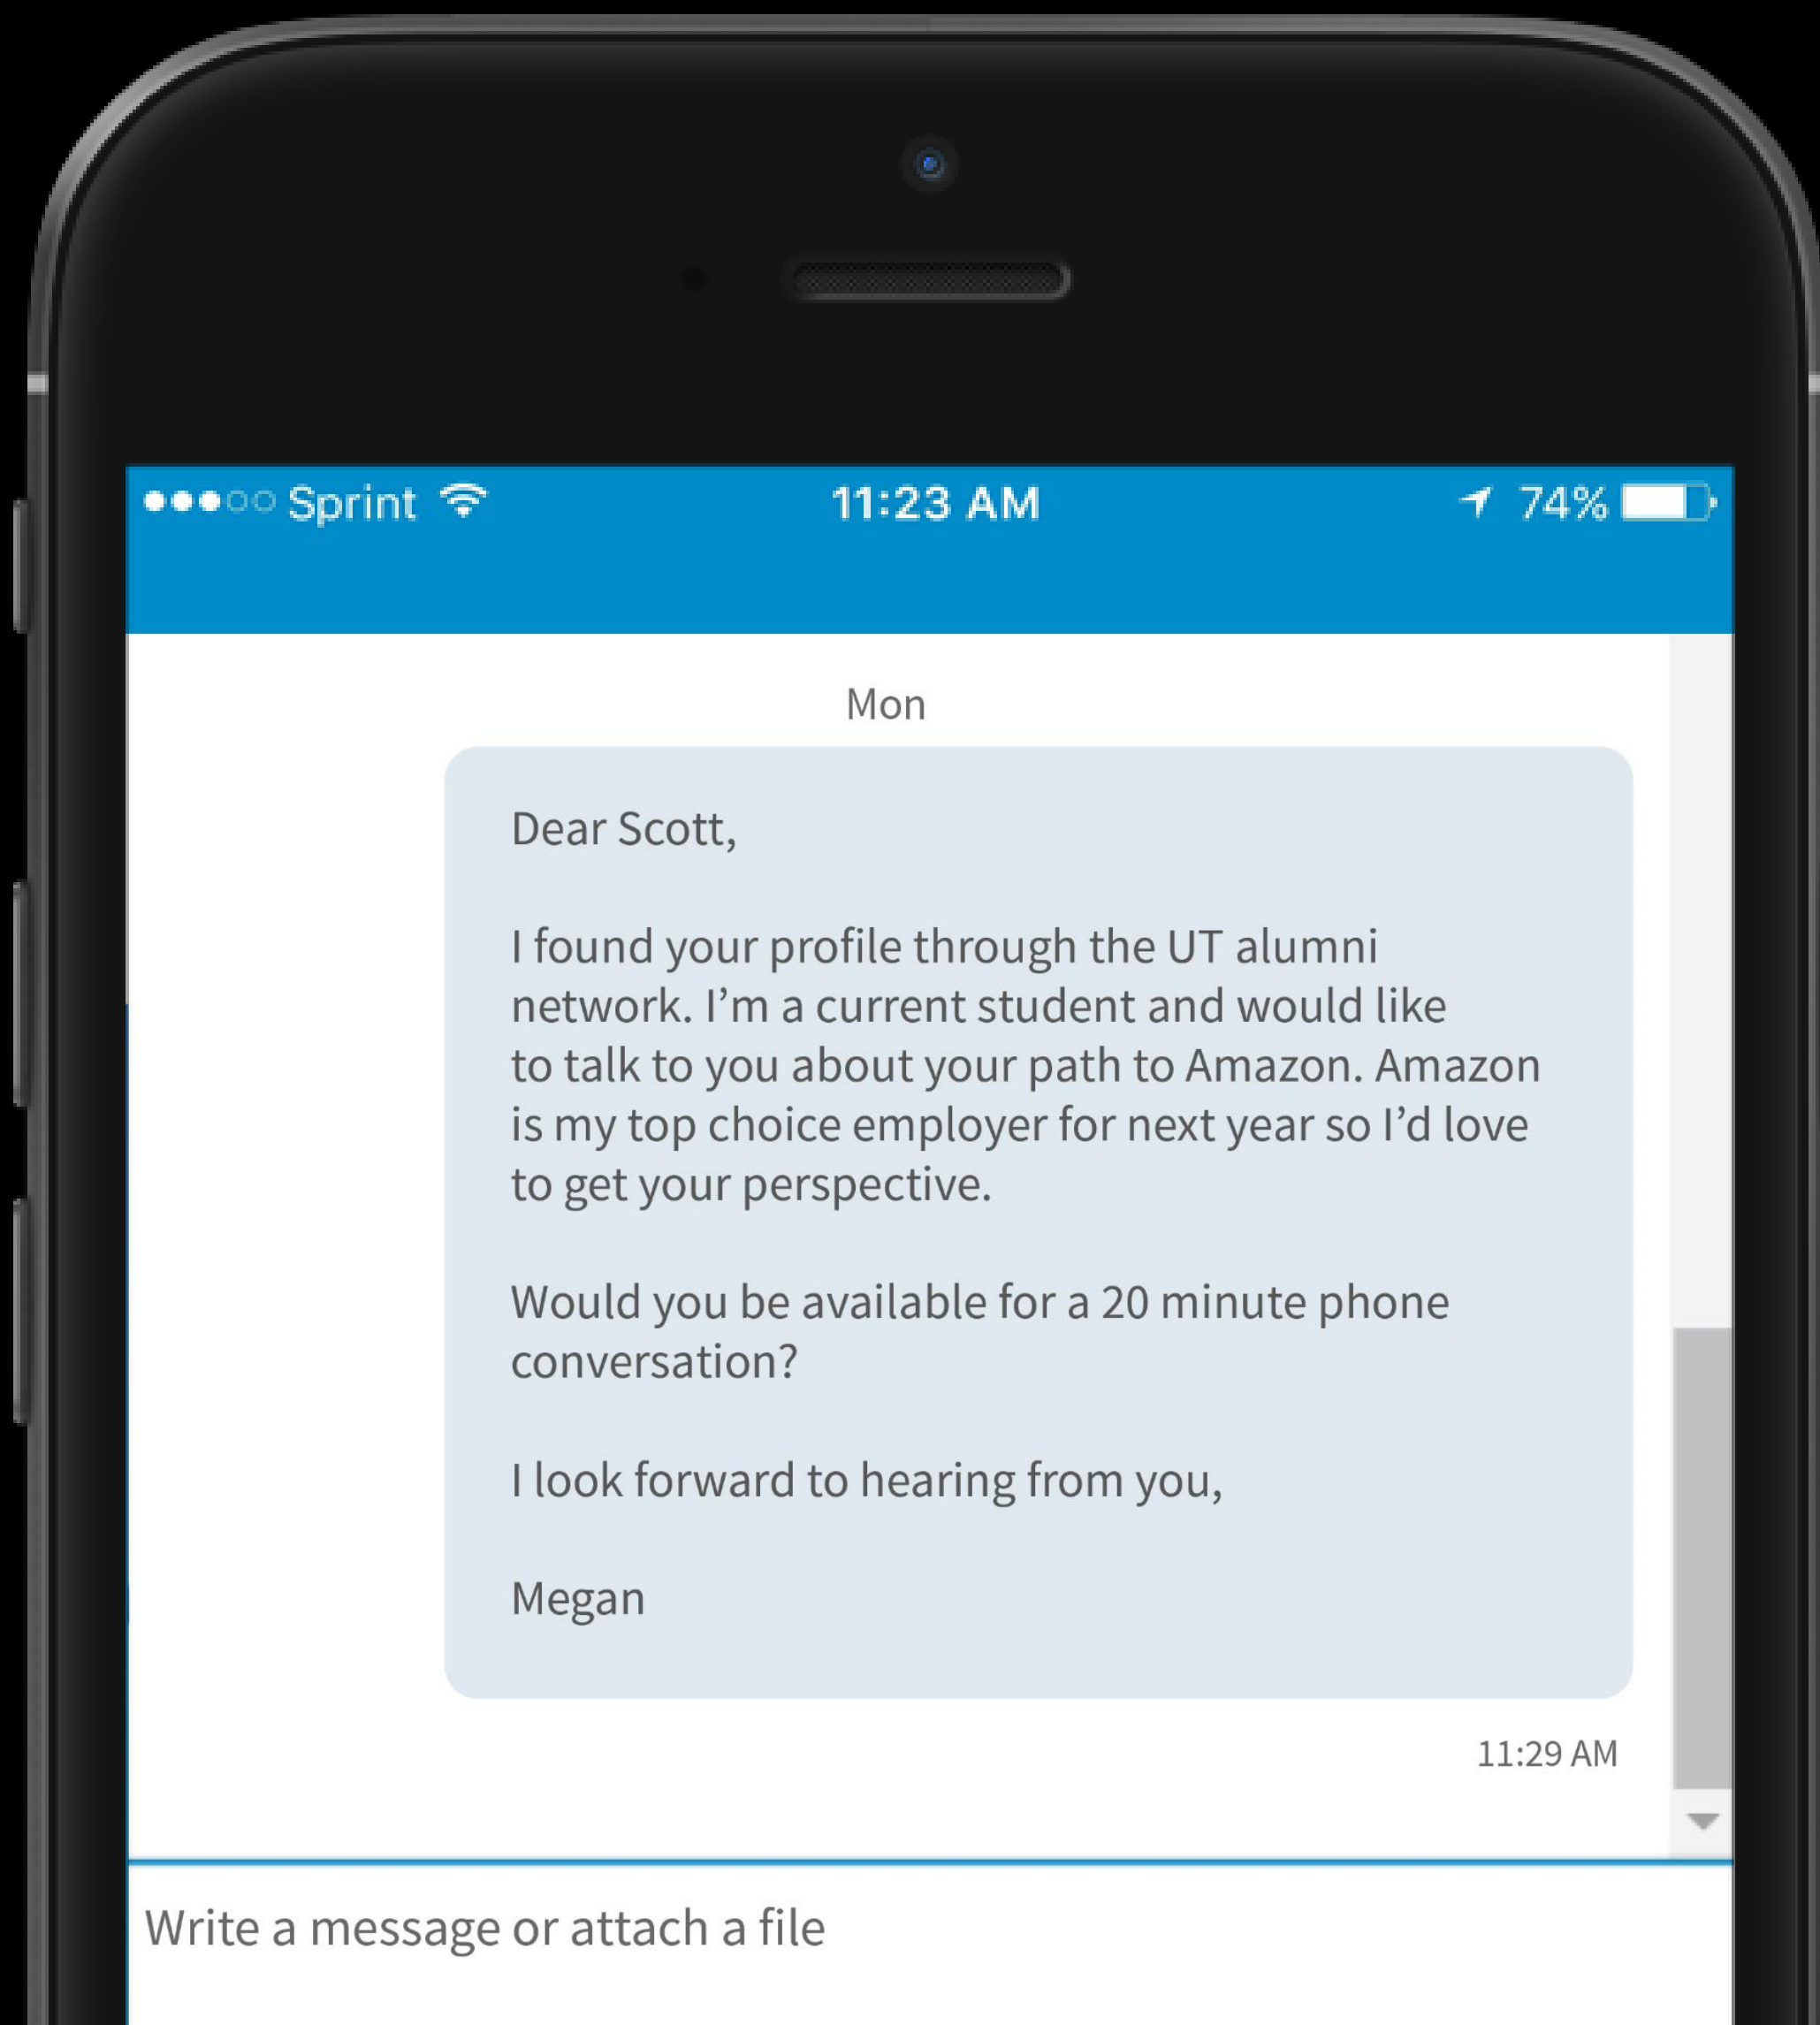 Sprint 11:23 AM 74%
Mon
Dear Scott,
I found your profile through the UT alumni
network. I’m a current student and would like
to talk to you about your path to Amazon. Amazon
is my top choice employer for next year so I’d love
to get your perspective.
Would you be available for a 20 minute phone
conversation?
I look forward to hearing from you,
Megan
11:29 AM
Write a message or attach a file